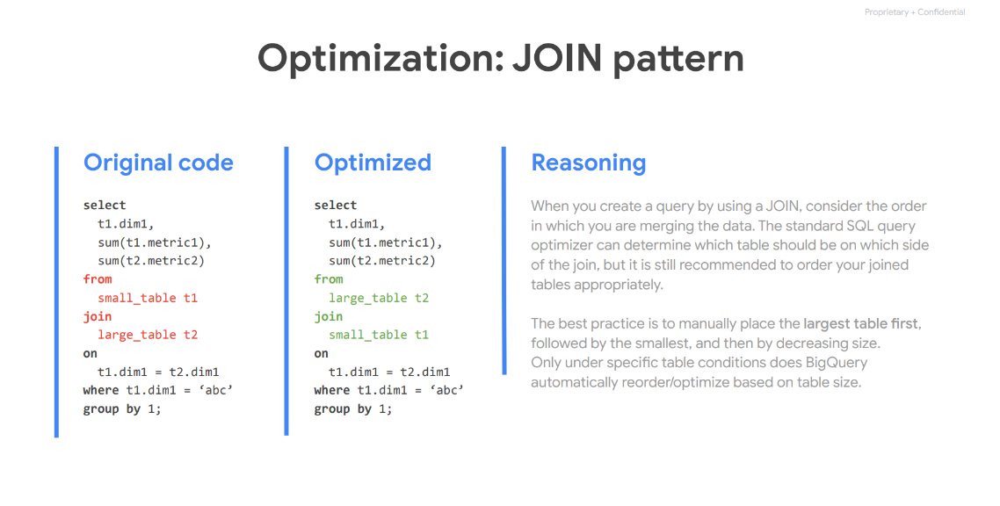 Proprietary + Confidential
Optimization: JOIN pattern
Original code
select
t1.dim1,
sum(t1.metric1),
sum(t2.metric2)
from
small_table t1
join
large_table t2
on
t1.dim1 = t2.dim1
where t1.dim1 = ‘abc’
group by 1;
Optimized
select
t1.dim1,
sum(t1.metric1),
sum(t2.metric2)
from
large_table t2
join
small_table t1
on
t1.dim1 = t2.dim1
where t1.dim1 = ‘abc’
group by 1;
Reasoning
When you create a query by using a JOIN, consider the order
in which you are merging the data. The standard SQL query
optimizer can determine which table should be on which side
of the join, but it is still recommended to order your joined
tables appropriately.
The best practice is to manually place the largest table first,
followed by the smallest, and then by decreasing size.
Only under specific table conditions does BigQuery
automatically reorder/optimize based on table size.